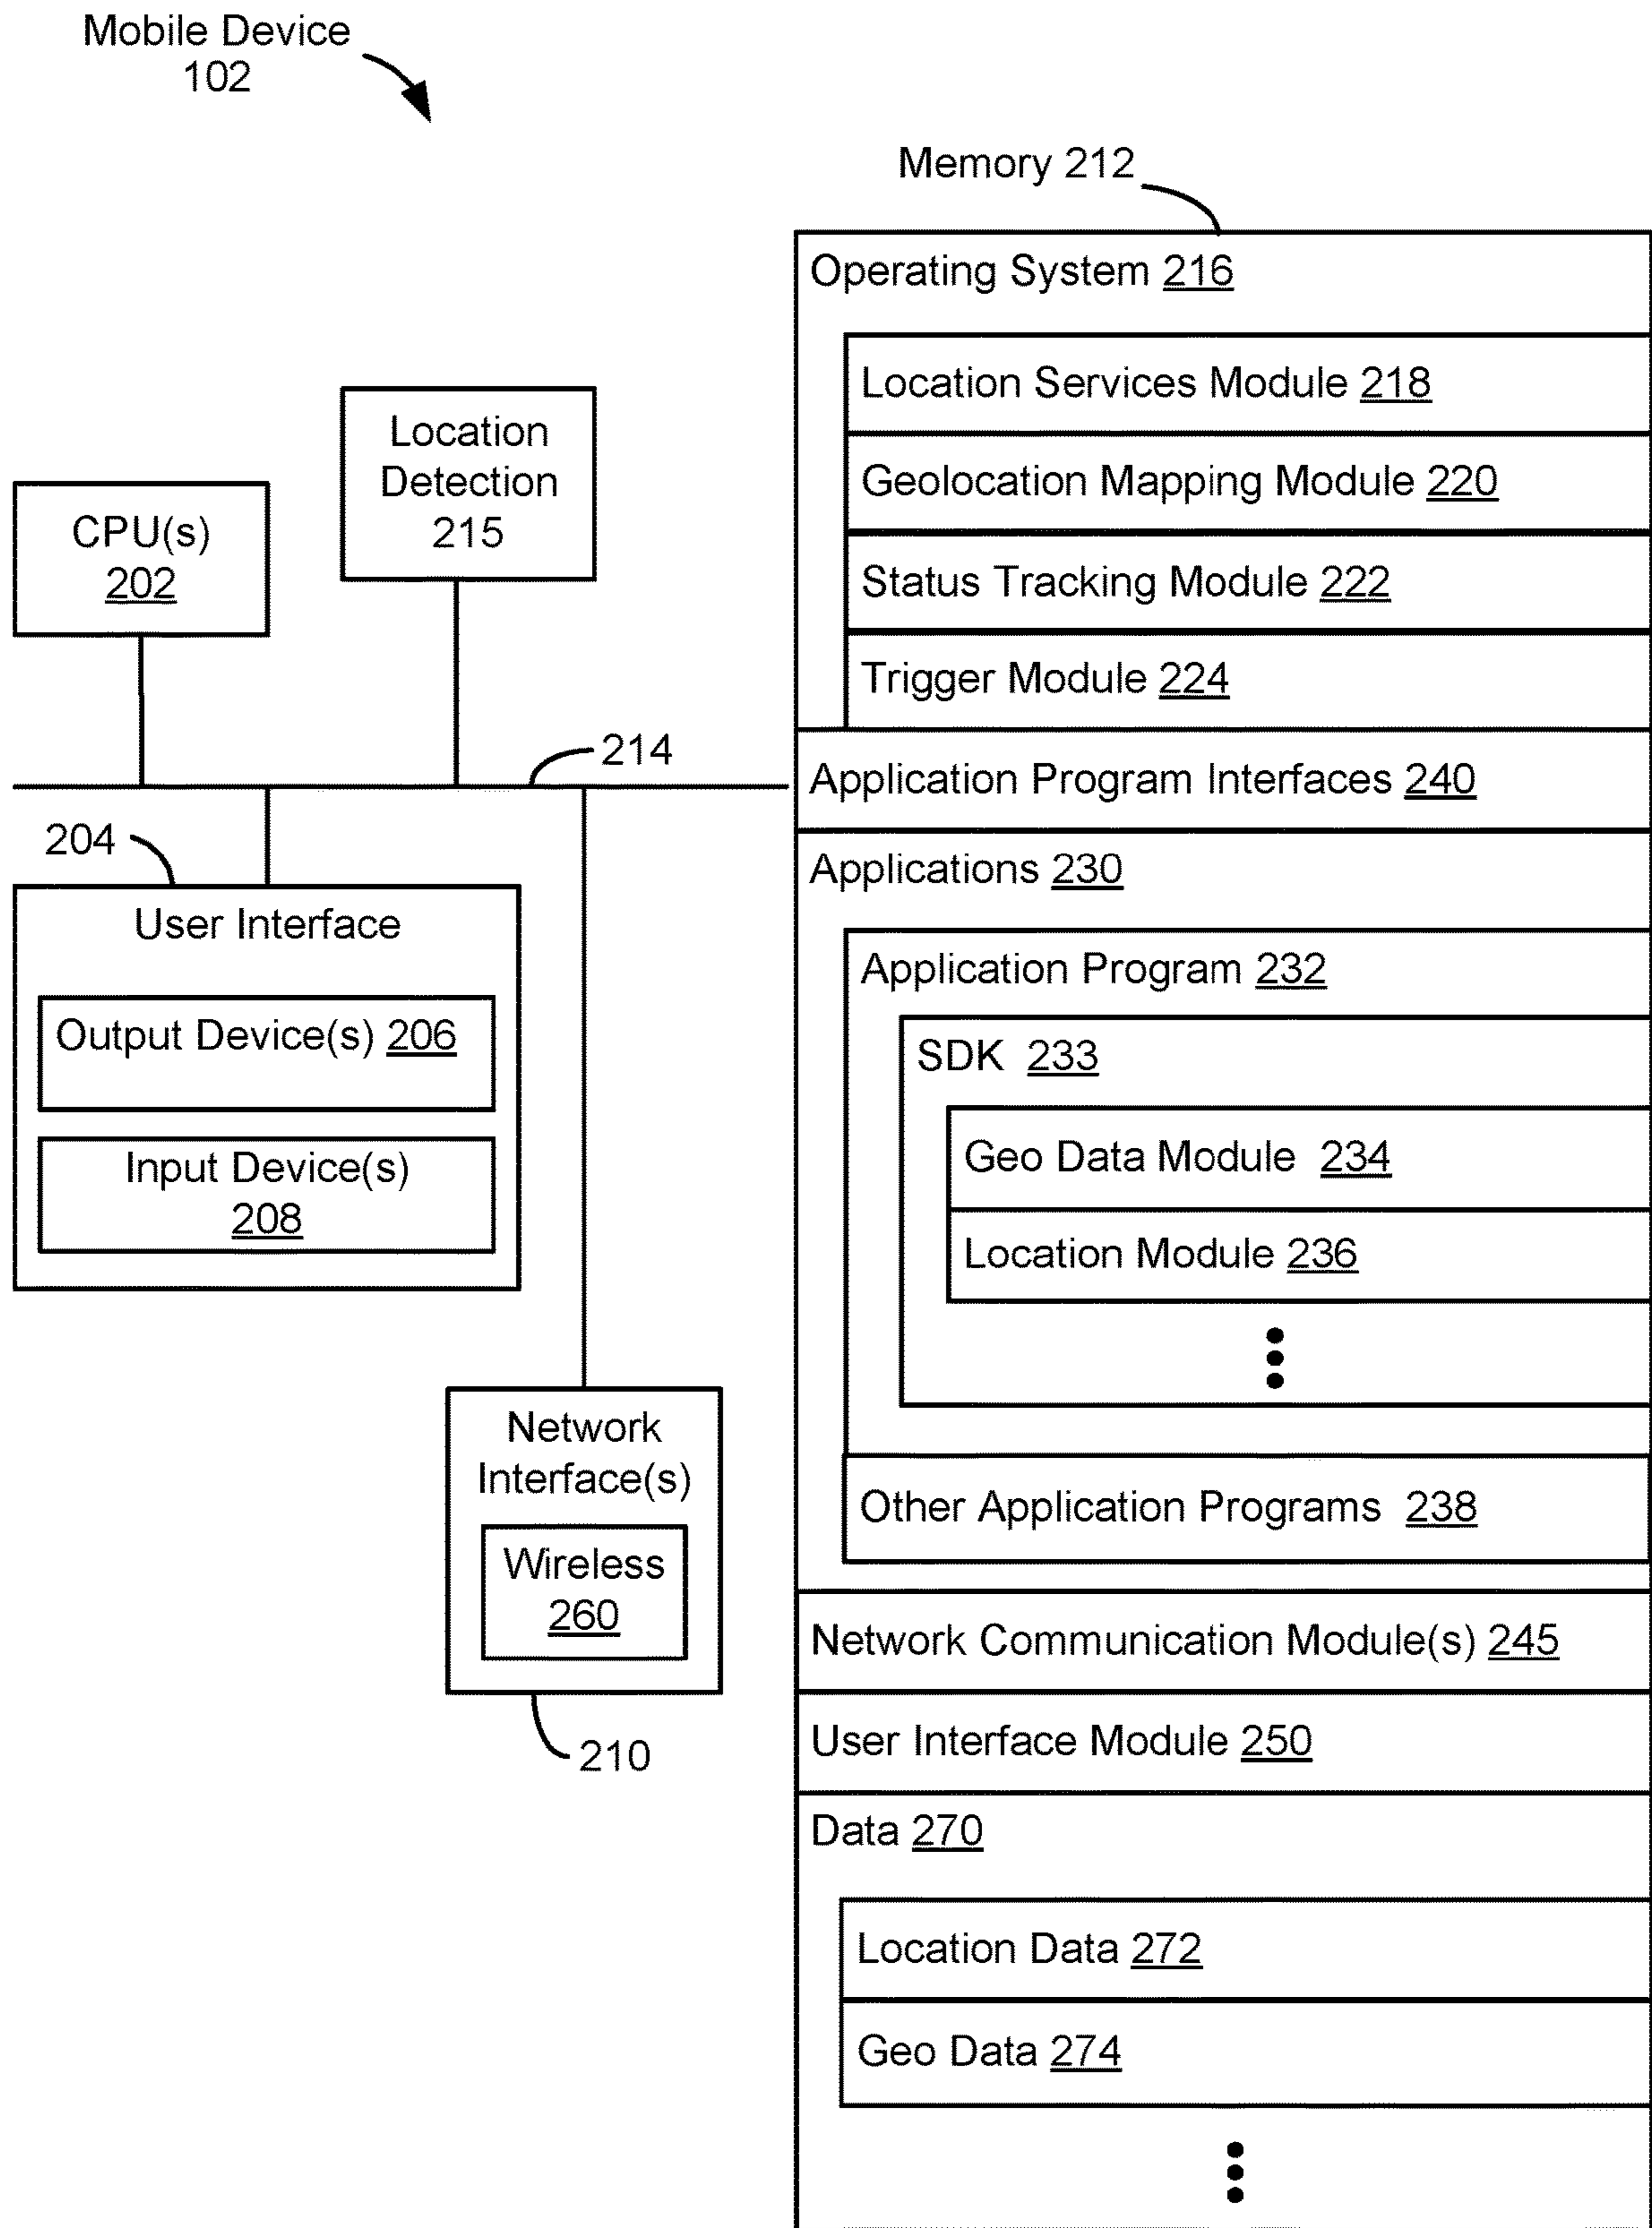 Mobile Device
102
Memory 212
Operating System 216
Location Services Module 218
Geolocation Mapping Module 220
Status Tracking Module 222
Trigger Module 224
Application Program Interfaces 240
Applications 230
Application Program 232
SDK 233
Geo Data Module 234
Location Module 236
Other Application Programs 238
Network Communication Module(s) 245
User Interface Module 250
Data 270
Location Data 272
Geo Data 274
Location
Detection
215
CPU(s)
202
214
204
User Interface
Output Device(s) 206
Input Device(s)
208
Network
Interface(s)
Wireless
260
210